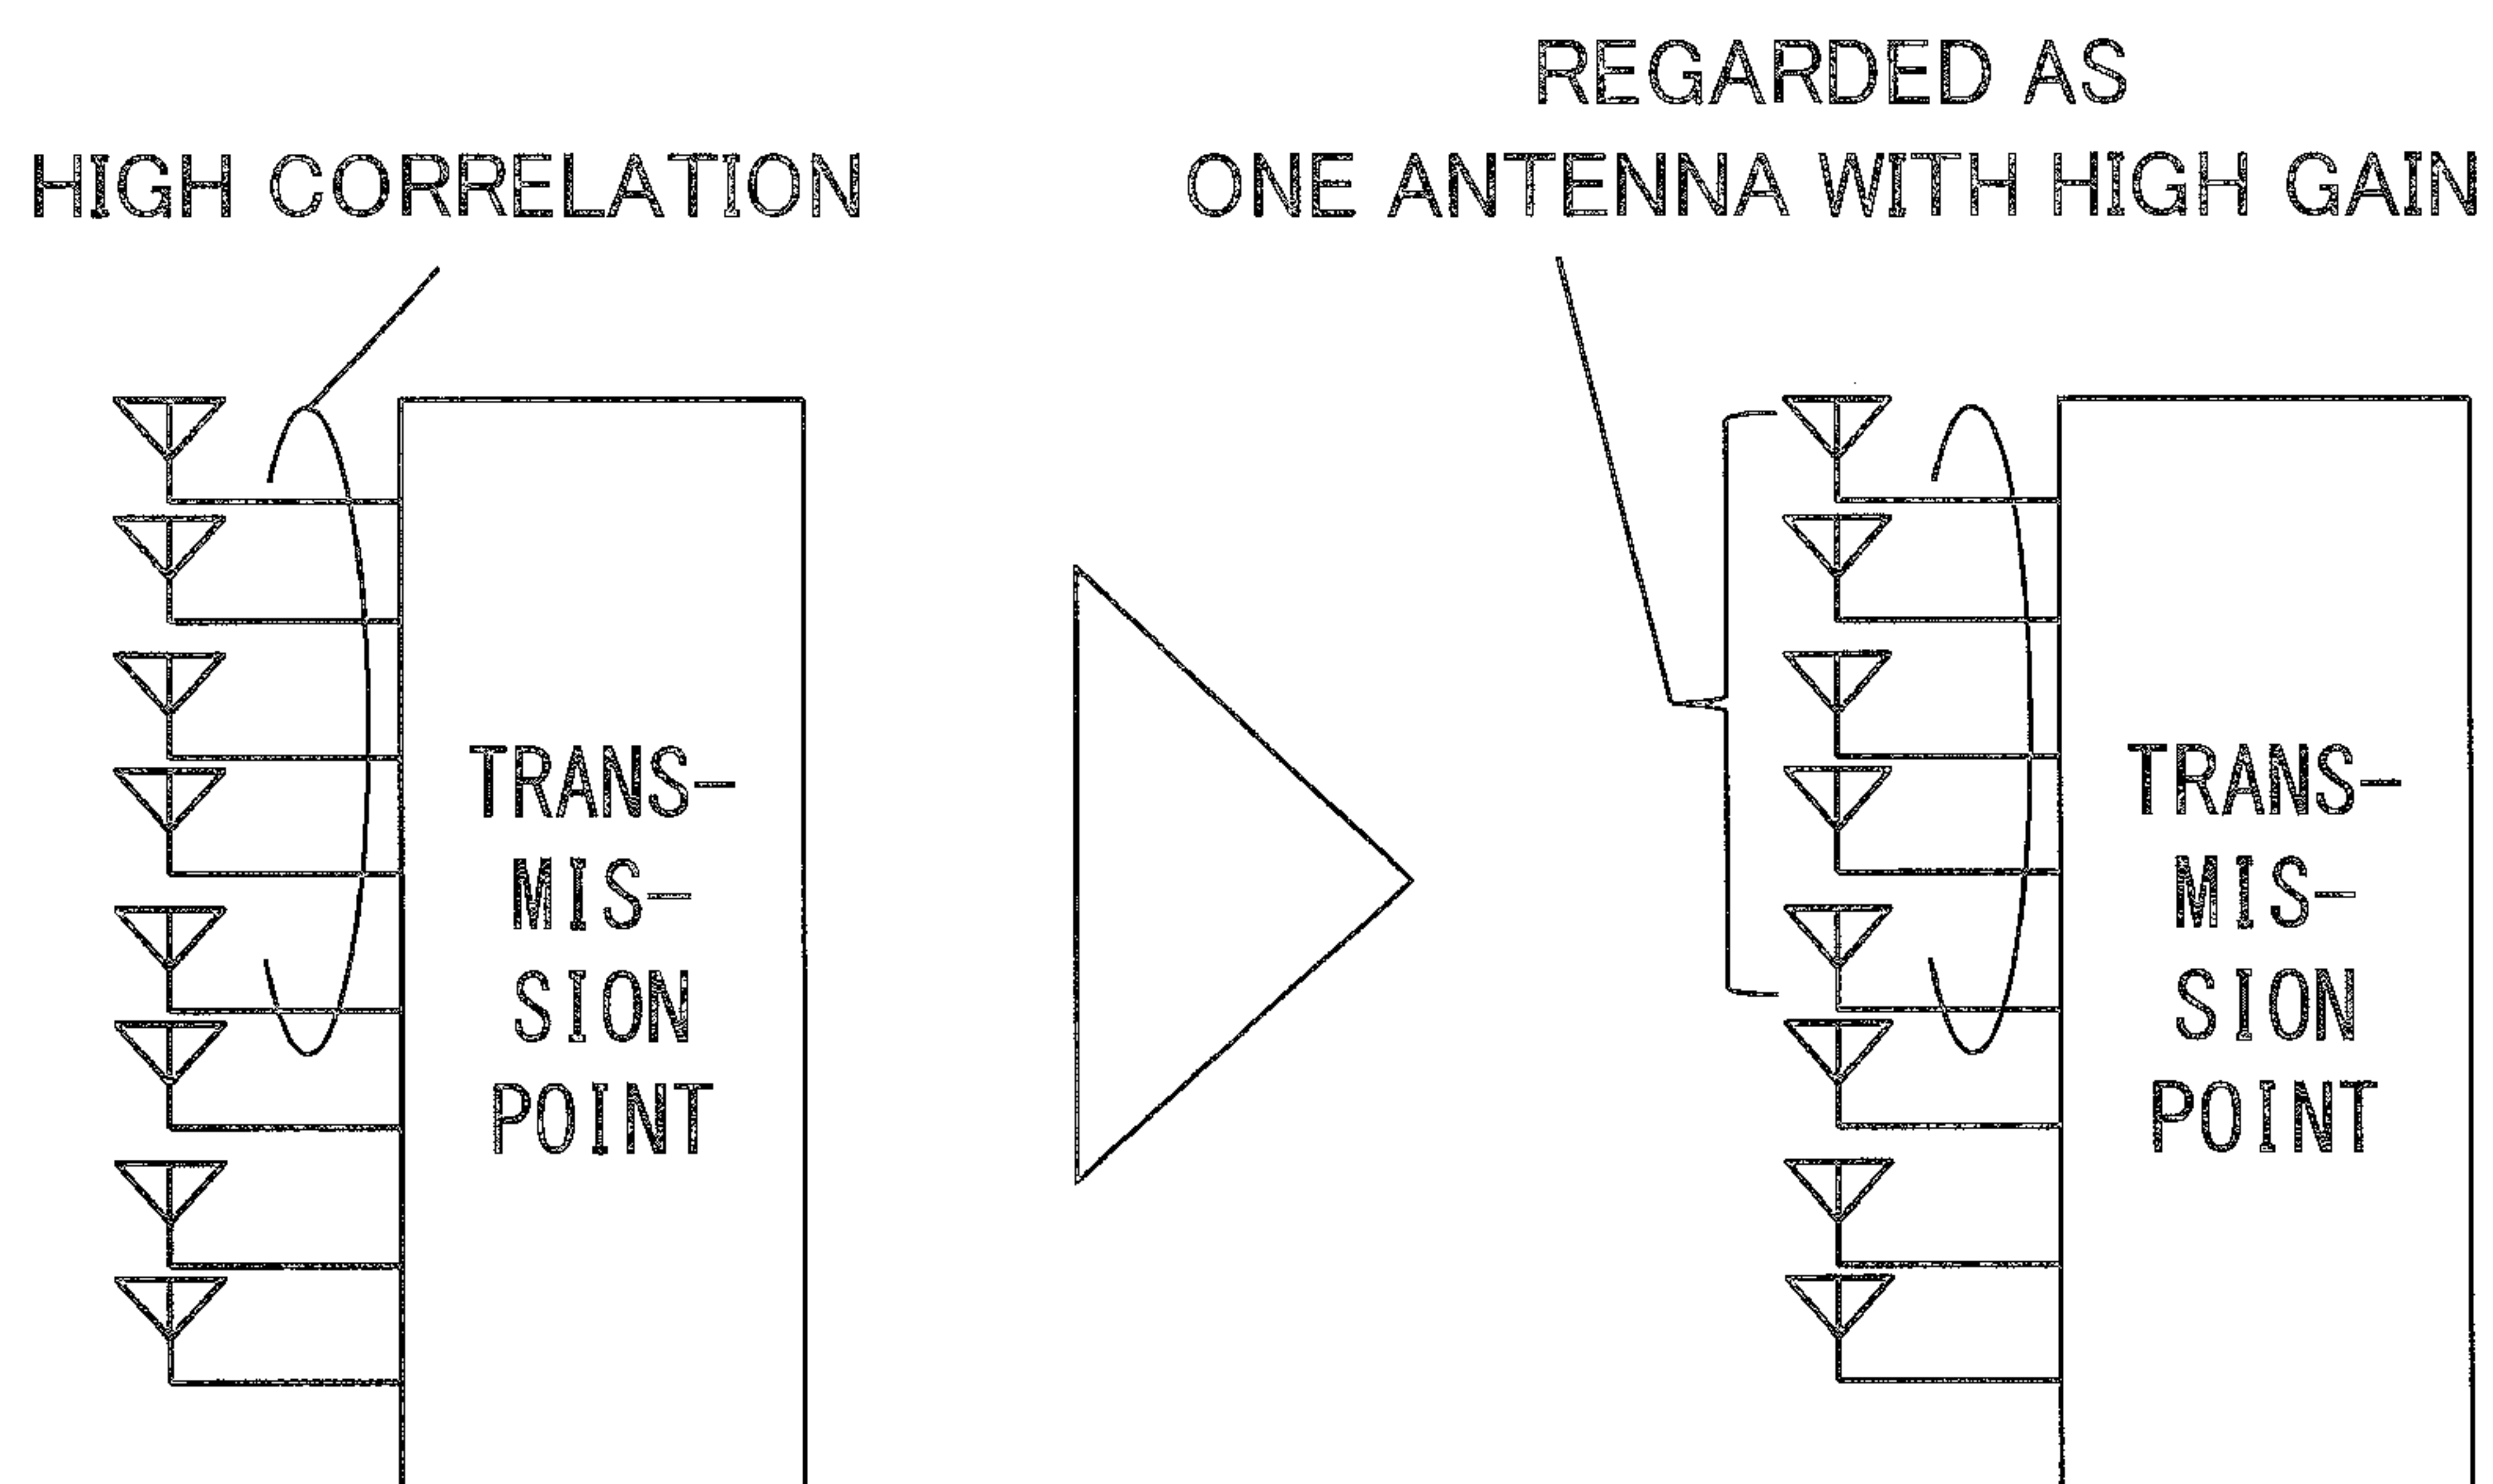 HIGH CORRELATION
REGARDED AS
ONE ANTENNA WITH HIGH GAIN
TRANS-
MIS-
SION
POINT
TRANS-
MIS-
SION
POINT